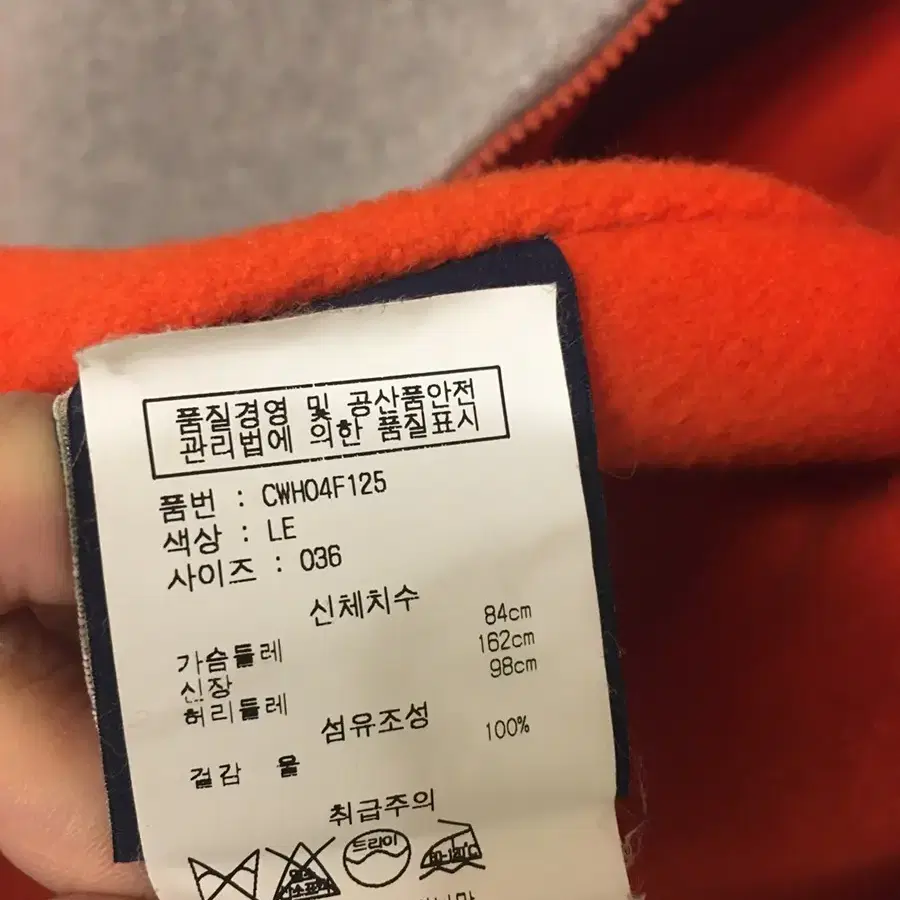 품질경영 및 공산품안전
관리법에 의한 품질표시
품번 : CWH04F125
색상 : LE
사이즈 : 036
신체치수
가슴둘레 84cm
신장 162cm
허리둘레 98cm
섬유조성
겉감 울 100%
취급주의
드라이